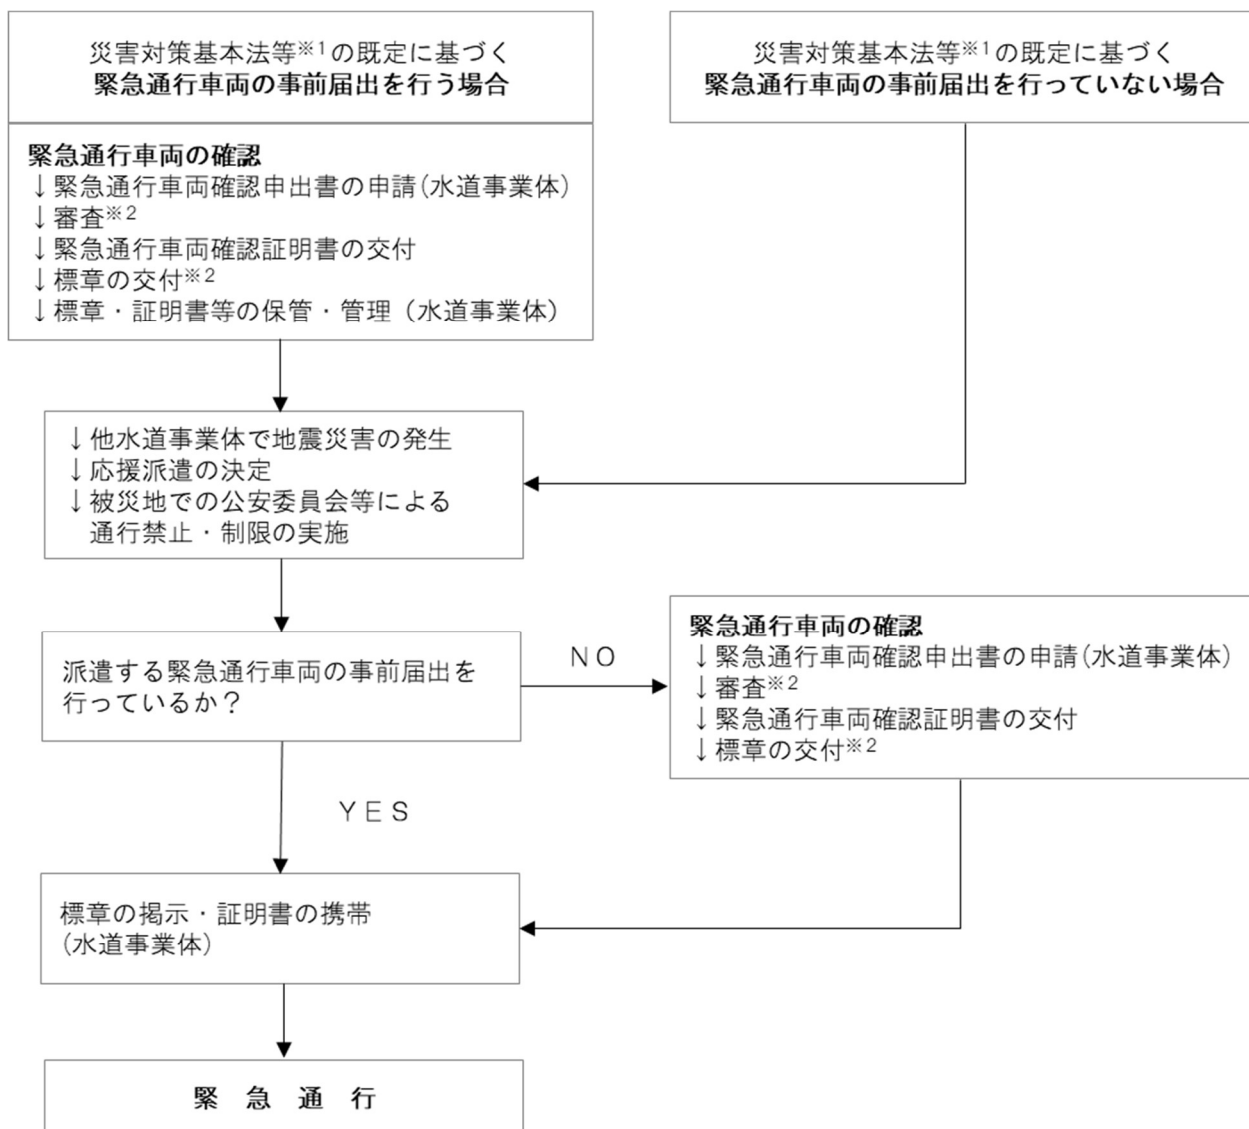 災害対策基本法等※1の既定に基づく
緊急通行車両の事前届出を行う場合
緊急通行車両の確認
↓緊急通行車両確認申出書の申請(水道事業体)
↓審査※2
↓緊急通行車両確認証明書の交付
↓標章の交付※2
↓標章・証明書等の保管・管理（水道事業体）
災害対策基本法等※1の既定に基づく
緊急通行車両の事前届出を行っていない場合
↓他水道事業体で地震災害の発生
↓応援派遣の決定
↓被災地での公安委員会等による
通行禁止・制限の実施
派遣する緊急通行車両の事前届出を
行っているか？
ＮＯ
緊急通行車両の確認
↓緊急通行車両確認申出書の申請(水道事業体)
↓審査※2
↓緊急通行車両確認証明書の交付
↓標章の交付※2
ＹＥＳ
標章の掲示・証明書の携帯
(水道事業体)
緊 急 通 行